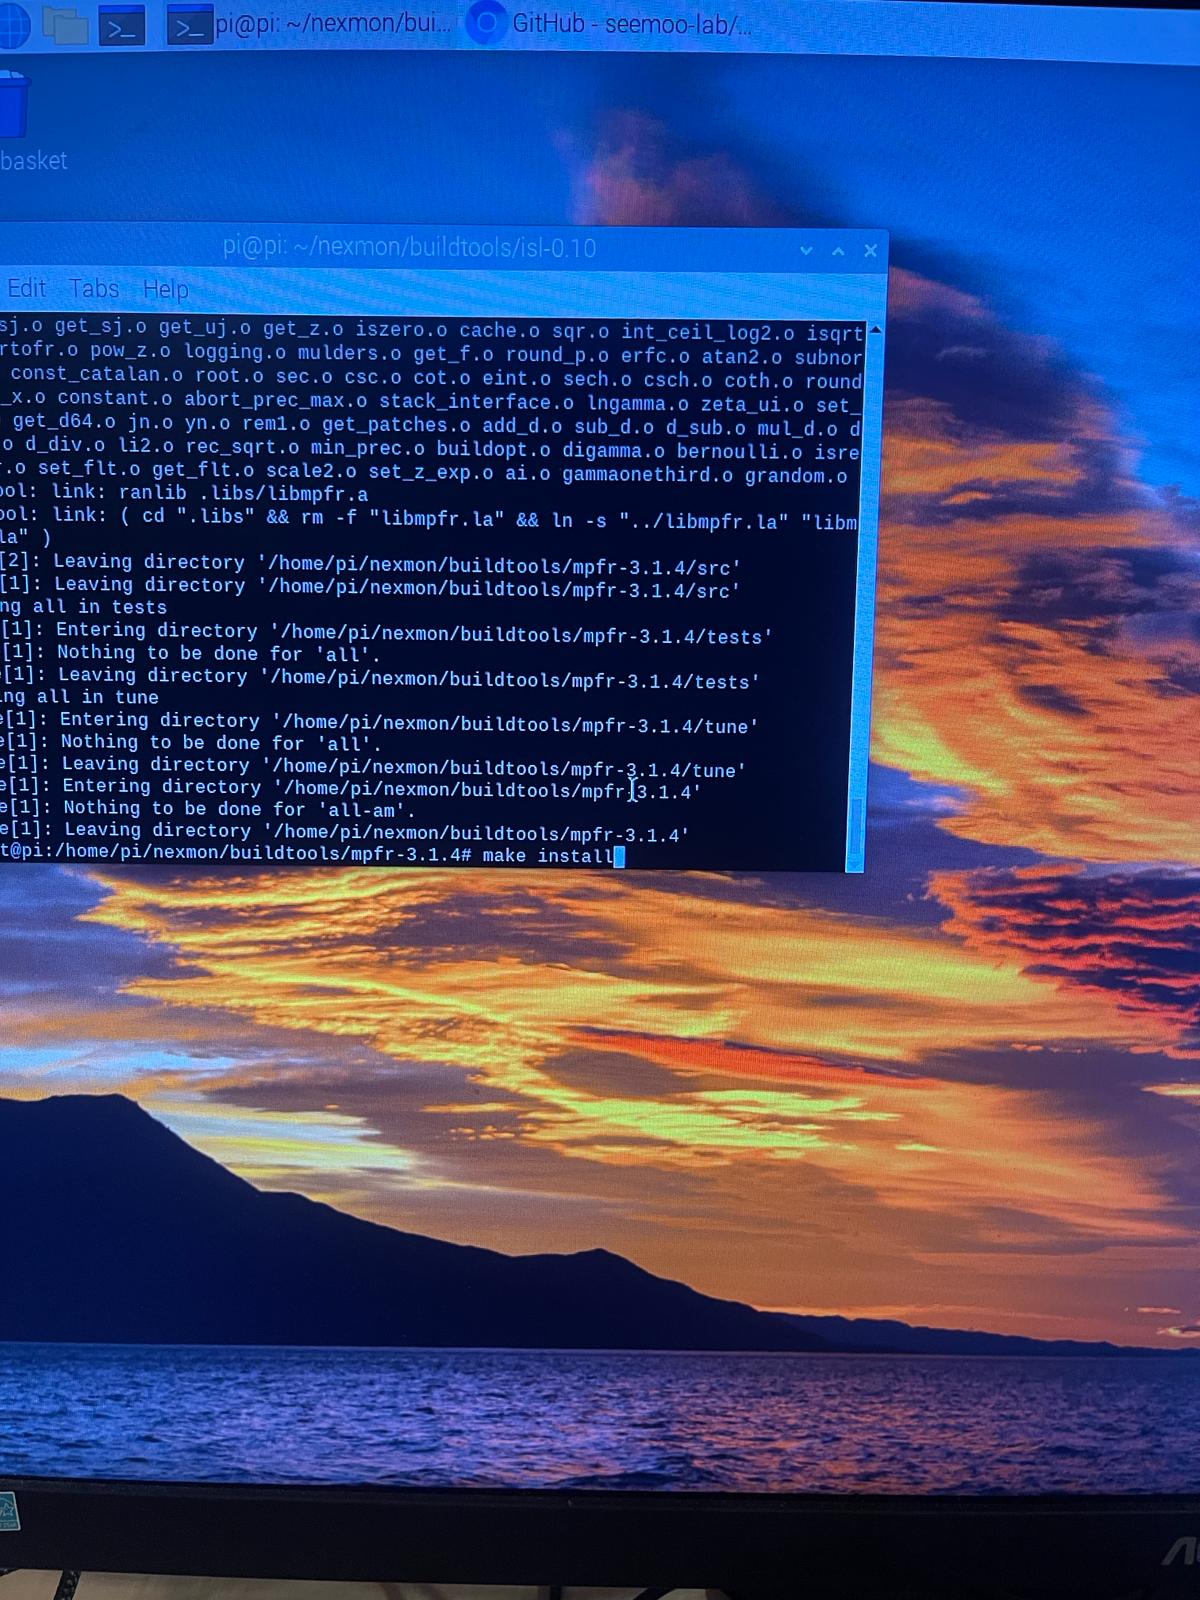 pi@pi: ~/nexmon/bui... GitHub - seemoo-lab/...
basket
pi@pi: ~/nexmon/buildtools/isl-0.10
Edit Tabs Help
sj.o get_sj.o get_uj.o get_z.o iszero.o cache.o sqr.o int_ceil_log2.o isqrt
rtofr.o pow_z.o logging.o mulders.o get_f.o round_p.o erfc.o atan2.o subnor
const_catalan.o root.o sec.o csc.o cot.o eint.o sech.o csch.o coth.o round
_x.o constant.o abort_prec_max.o stack_interface.o lngamma.o zeta_ui.o set_
get_d64.o jn.o yn.o rem1.o get_patches.o add_d.o sub_d.o d_sub.o mul_d.o d
o d_div.o li2.o rec_sqrt.o min_prec.o buildopt.o digamma.o bernoulli.o isre
r.o set_flt.o get_flt.o scale2.o set_z_exp.o ai.o gammaonethird.o grandom.o
ool: link: ranlib .libs/libmpfr.a
ool: link: ( cd ".libs" && rm -f "libmpfr.la" && ln -s "../libmpfr.la" "libm
la" )
[2]: Leaving directory '/home/pi/nexmon/buildtools/mpfr-3.1.4/src'
[1]: Leaving directory '/home/pi/nexmon/buildtools/mpfr-3.1.4/src'
ng all in tests
[1]: Entering directory '/home/pi/nexmon/buildtools/mpfr-3.1.4/tests'
[1]: Nothing to be done for 'all'.
e[1]: Leaving directory '/home/pi/nexmon/buildtools/mpfr-3.1.4/tests'
ing all in tune
e[1]: Entering directory '/home/pi/nexmon/buildtools/mpfr-3.1.4/tune'
e[1]: Nothing to be done for 'all'.
e[1]: Leaving directory '/home/pi/nexmon/buildtools/mpfr-3.1.4/tune'
e[1]: Entering directory '/home/pi/nexmon/buildtools/mpfr-3.1.4'
e[1]: Nothing to be done for 'all-am'.
e[1]: Leaving directory '/home/pi/nexmon/buildtools/mpfr-3.1.4'
t@pi:/home/pi/nexmon/buildtools/mpfr-3.1.4# make install